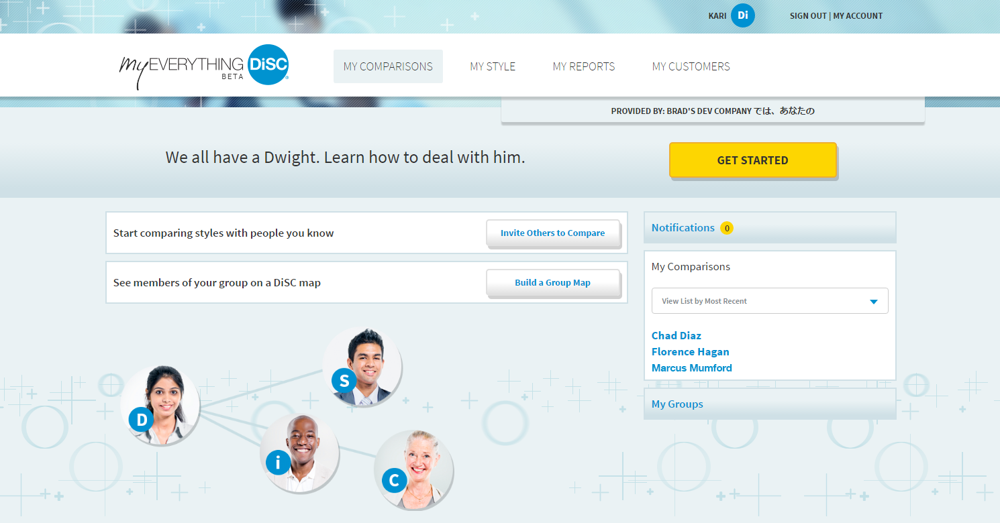 KARI Di SIGN OUT | MY ACCOUNT
my EVERYTHING DiSC®
BETA
MY COMPARISONS MY STYLE MY REPORTS MY CUSTOMERS
PROVIDED BY: BRAD'S DEV COMPANY では、あなたの
We all have a Dwight. Learn how to deal with him.
GET STARTED
Start comparing styles with people you know
Invite Others to Compare
See members of your group on a DiSC map
Build a Group Map
Notifications 0
My Comparisons
View List by Most Recent
Chad Diaz
Florence Hagan
Marcus Mumford
My Groups
S
D
i
C